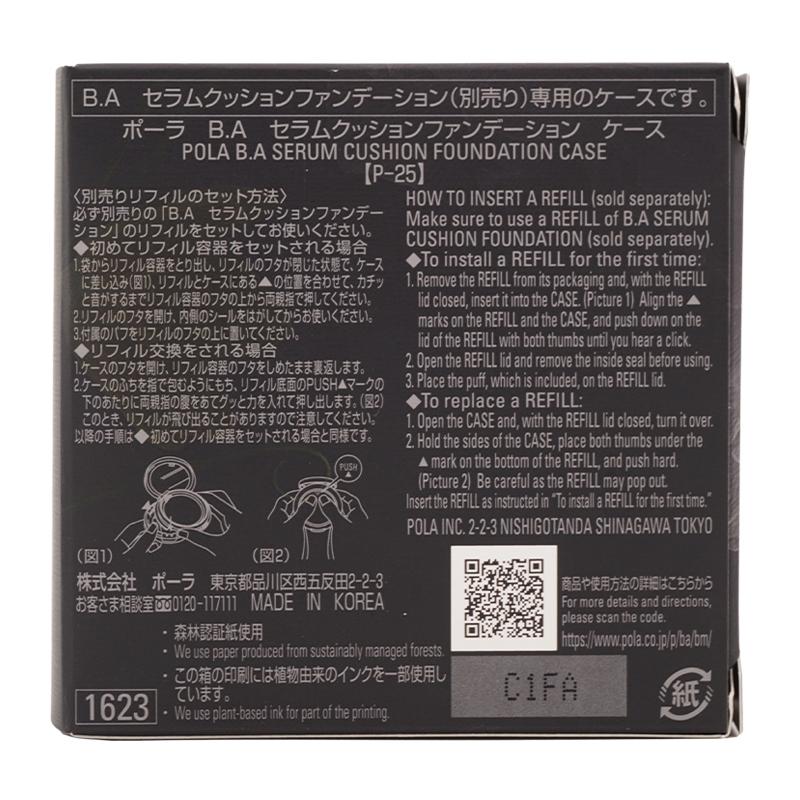 B.A　セラムクッションファンデーション（別売り）専用のケースです。
ポーラ　B.A　セラムクッションファンデーション　ケース
POLA B.A SERUM CUSHION FOUNDATION CASE
【P-25】
〈別売りリフィルのセット方法〉
必ず別売りの「B.A　セラムクッションファンデー
ション」のリフィルをセットしてお使いください。
◆初めてリフィル容器をセットされる場合
1.袋からリフィル容器をとり出し、リフィルのフタが閉じた状態で、ケース
に差し込み（図1）、リフィルとケースにある▲の位置を合わせて、カチッ
と音がするまでリフィル容器のフタの上から両親指で押してください。
2.リフィルのフタを開け、内側のシールをはがしてからお使いください。
3.付属のパフをリフィルのフタの上に置いてください。
◆リフィル交換をされる場合
1.ケースのフタを開け、リフィル容器のフタをしめたまま裏返します。
2.ケースのふちを指で包むようにもち、リフィル底面のPUSH▲マークの
下のあたりに両親指の腹をあてグッと力を入れて押し出します。（図2）
このとき、リフィルが飛び出ることがありますので注意してください。
以降の手順は◆初めてリフィル容器をセットされる場合と同様です。
PUSH
（図1）
（図2）
株式会社　ポーラ　東京都品川区西五反田2-2-3
お客さま相談室 0120-117111 MADE IN KOREA
HOW TO INSERT A REFILL (sold separately):
Make sure to use a REFILL of B.A SERUM
CUSHION FOUNDATION (sold separately).
◆To install a REFILL for the first time:
1. Remove the REFILL from its packaging and, with the REFILL
lid closed, insert it into the CASE. (Picture 1) Align the ▲
marks on the REFILL and the CASE, and push down on the
lid of the REFILL with both thumbs until you hear a click.
2. Open the REFILL lid and remove the inside seal before using.
3. Place the puff, which is included, on the REFILL lid.
◆To replace a REFILL:
1. Open the CASE and, with the REFILL lid closed, turn it over.
2. Hold the sides of the CASE, place both thumbs under the
▲mark on the bottom of the REFILL, and push hard.
(Picture 2) Be careful as the REFILL may pop out.
Insert the REFILL as instructed in "To install a REFILL for the first time."
POLA INC. 2-2-3 NISHIGOTANDA SHINAGAWA TOKYO
商品や使用方法の詳細はこちらから
For more details and directions,
please scan the code.
https://www.pola.co.jp/p/ba/bm/
・森林認証紙使用
・We use paper produced from sustainably managed forests.
・この箱の印刷には植物由来のインクを一部使用し
ています。
・We use plant-based ink for part of the printing.
1623
C1FA
紙